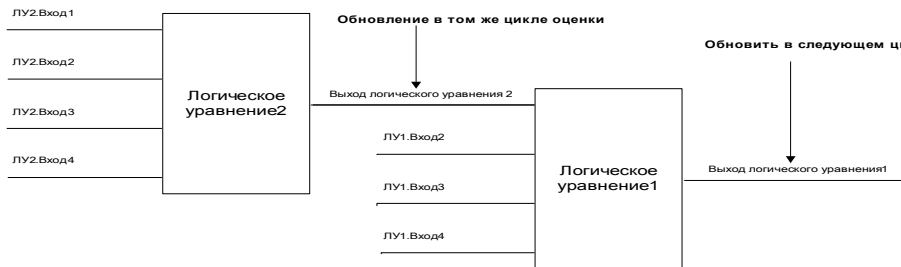 ЛУ2.Вход1
Обновление в том же цикле оценки
Обновить в следующем
ЛУ2.Вход2
Логическое
уравнение2
Выход логического уравнения 2
ЛУ2.Вход3
ЛУ1.Вход2
ЛУ2.Вход4
Логическое
уравнение1
Выход логического уравнения1
ЛУ1.Вход3
ЛУ1.Вход4